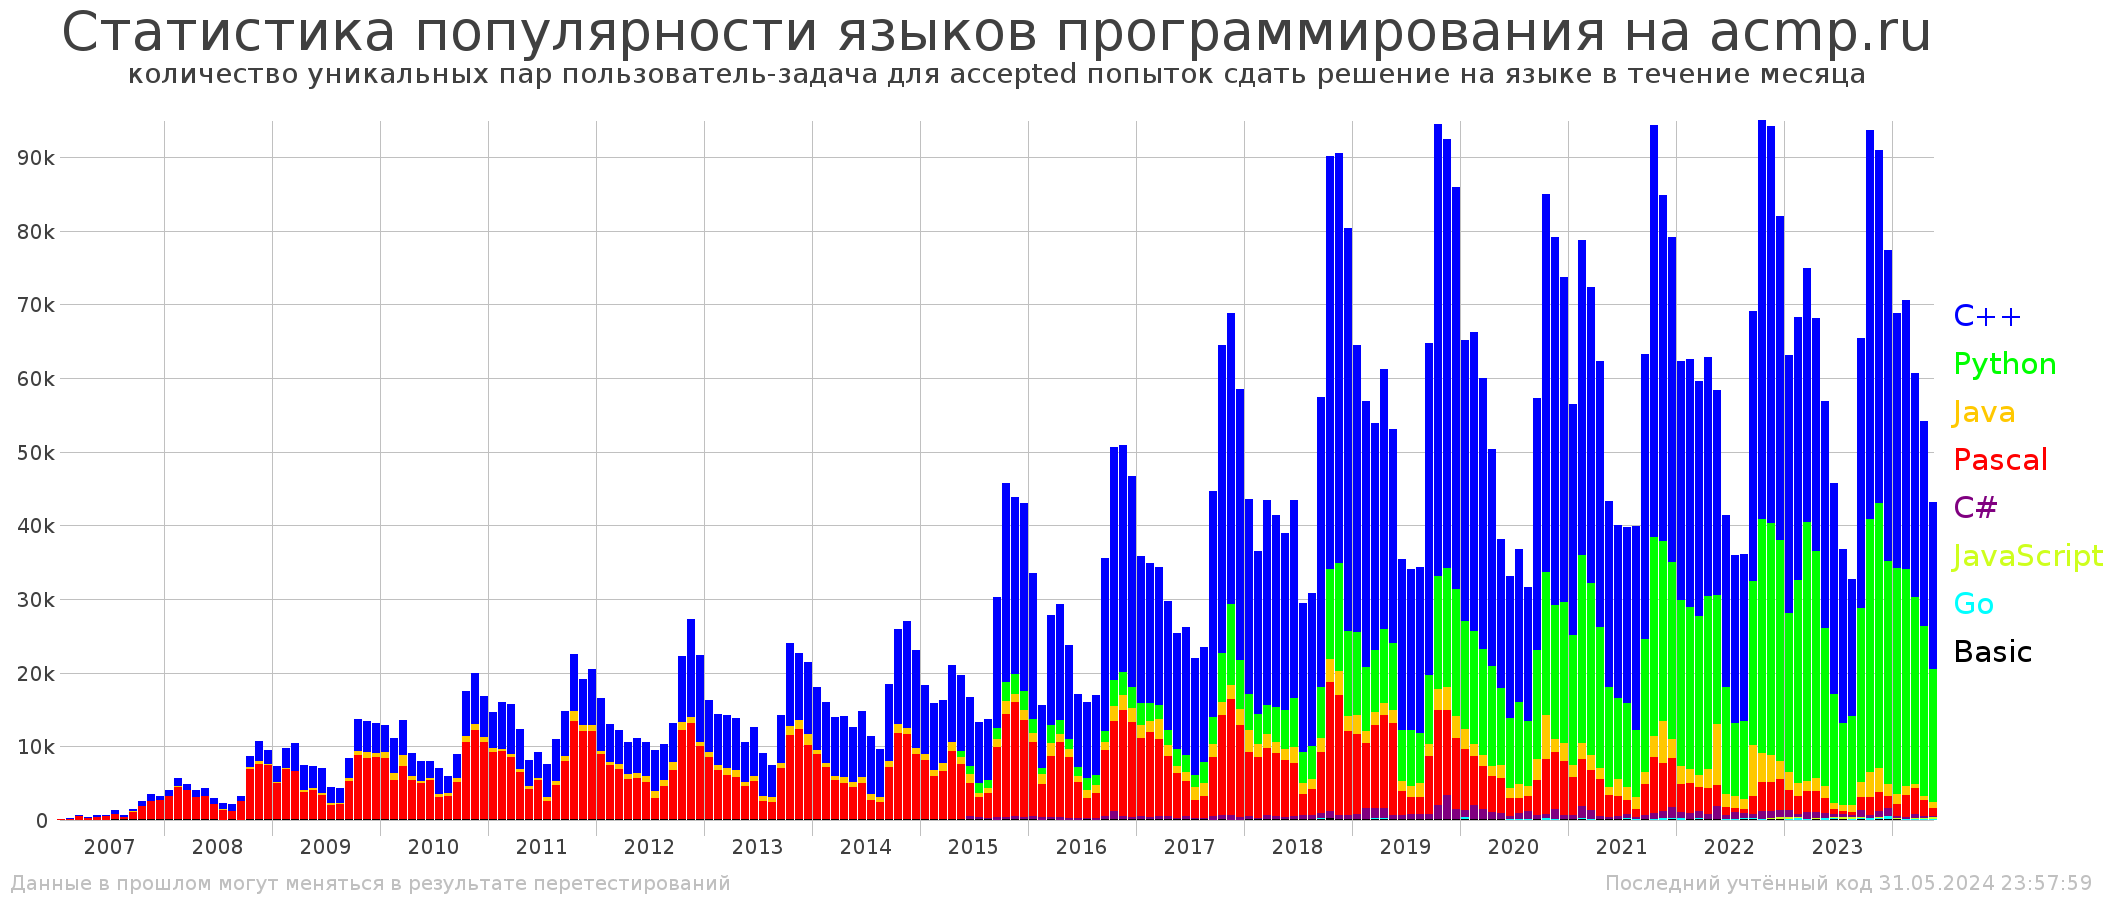 Статистика популярности языков программирования на acmp.ru
количество уникальных пар пользователь-задача для accepted попыток сдать решение на языке в течение месяца
90k
80k
70k
60k
50k
40k
30k
20k
10k
0
2007 2008 2009 2010 2011 2012 2013 2014 2015 2016 2017 2018 2019 2020 2021 2022 2023
C++
Python
Java
Pascal
C#
JavaScript
Go
Basic
Данные в прошлом могут меняться в результате перетестирований
Последний учтённый код 31.05.2024 23:57:59